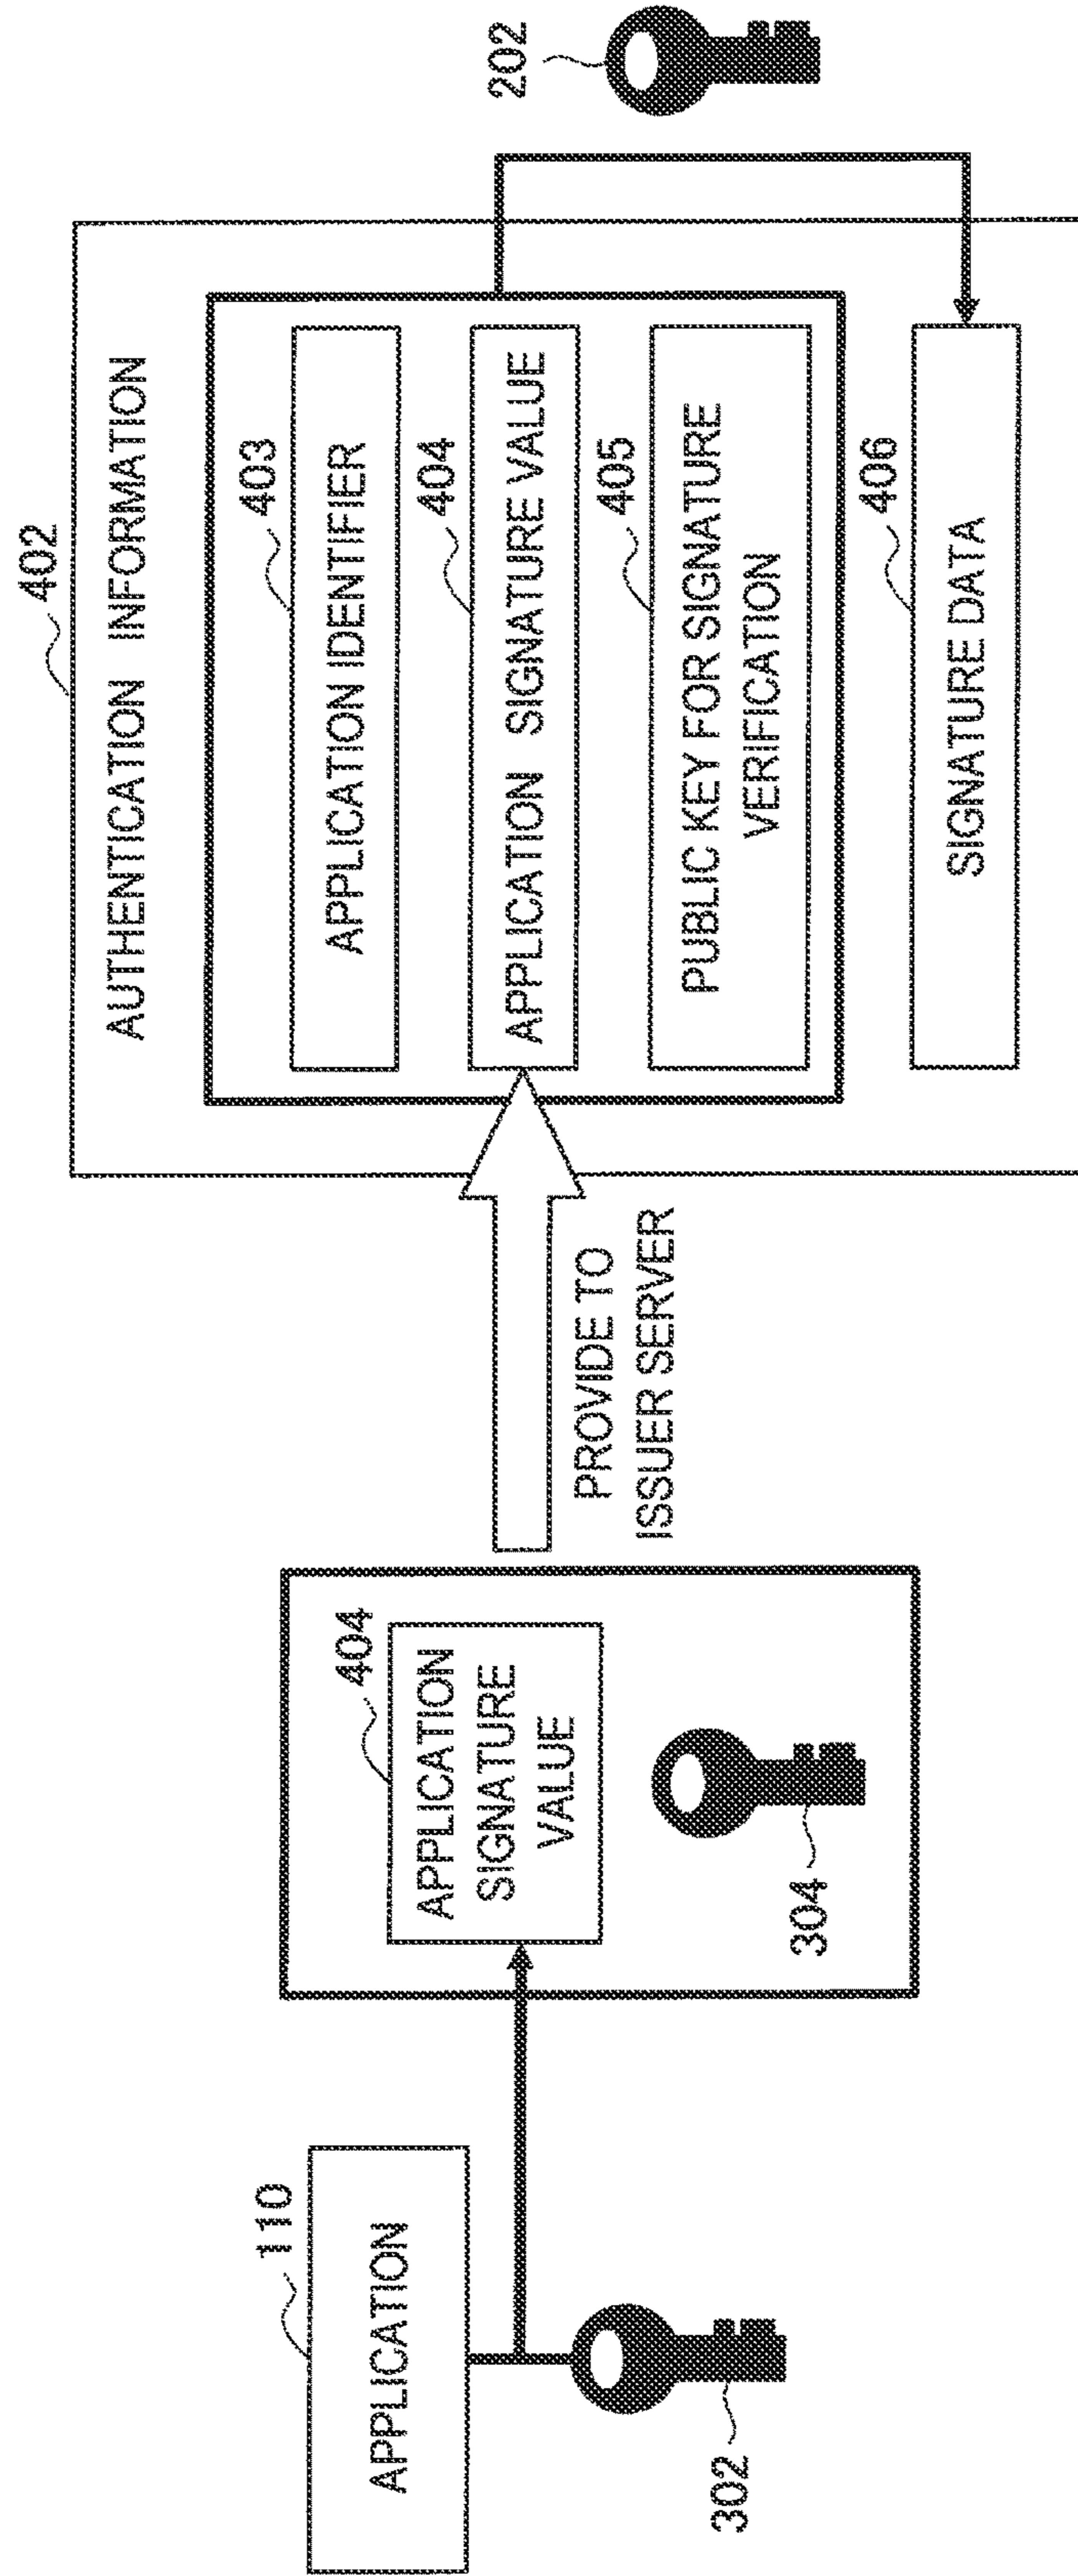 110
APPLICATION
302
404
APPLICATION
SIGNATURE
VALUE
304
PROVIDE TO
ISSUER SERVER
402
AUTHENTICATION INFORMATION
403
APPLICATION IDENTIFIER
404
APPLICATION SIGNATURE VALUE
405
PUBLIC KEY FOR SIGNATURE
VERIFICATION
406
SIGNATURE DATA
202